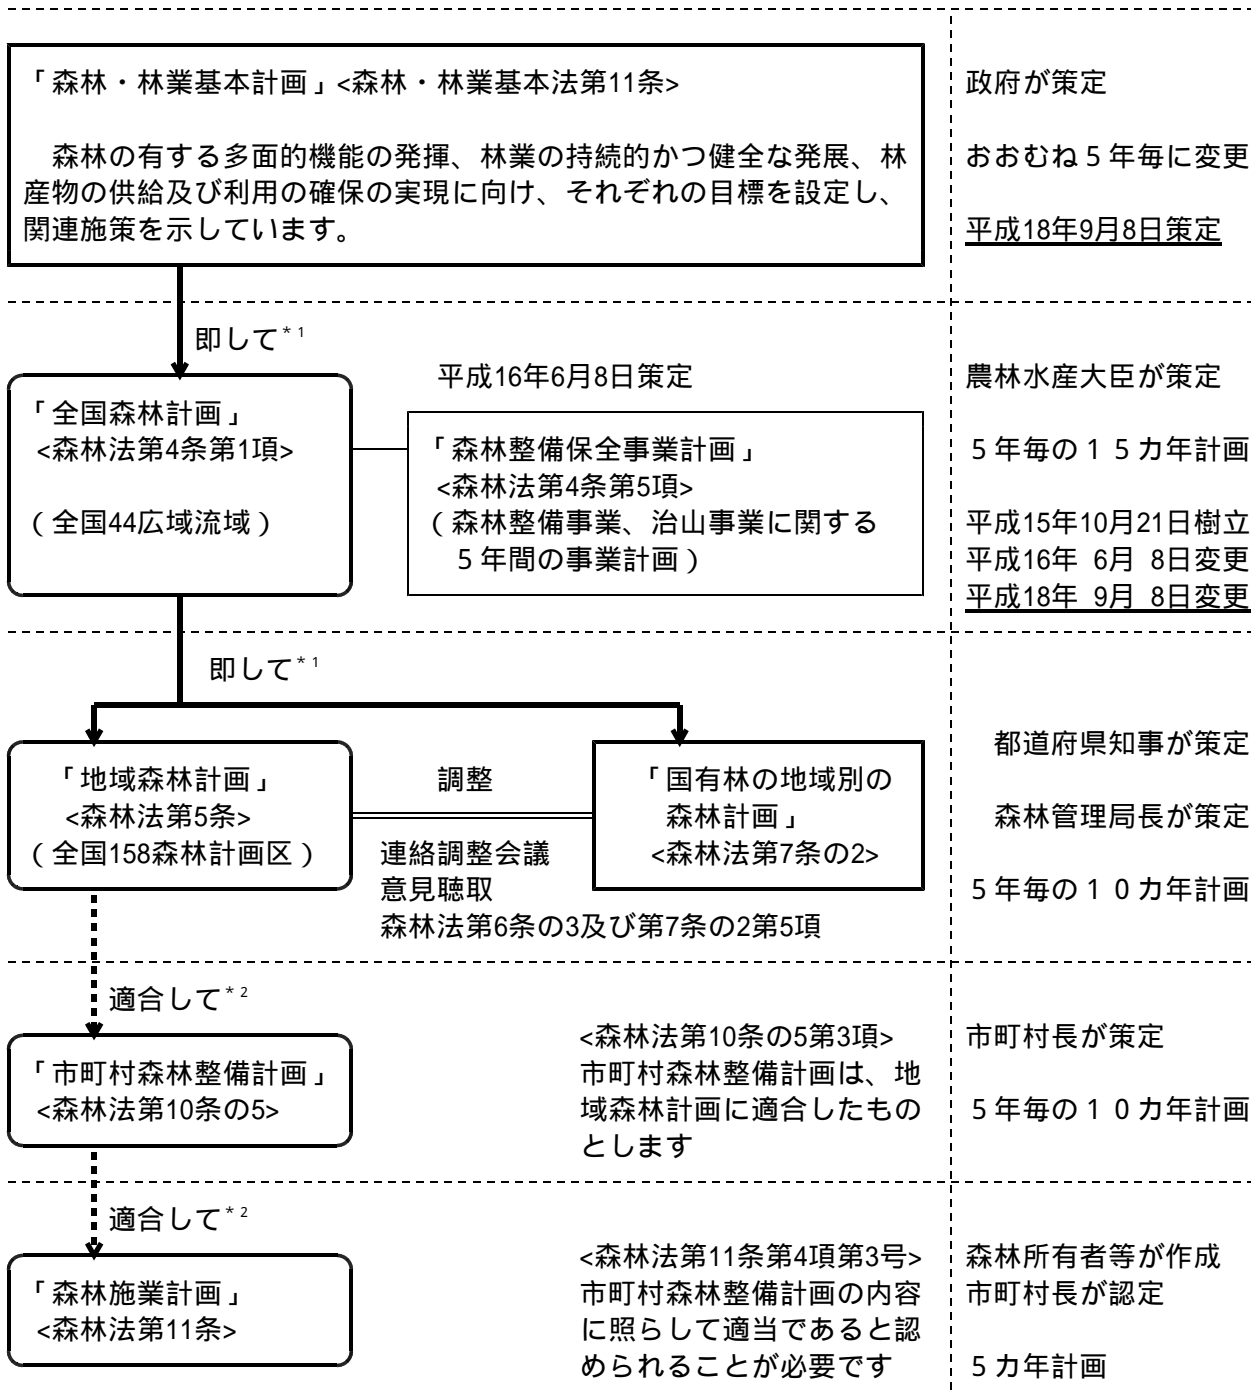 「森林・林業基本計画」<森林・林業基本法第11条>
森林の有する多面的機能の発揮、林業の持続的かつ健全な発展、林
産物の供給及び利用の確保の実現に向け、それぞれの目標を設定し、
関連施策を示しています。
政府が策定
おおむね５年毎に変更
平成18年9月8日策定
即して*1
「全国森林計画」
<森林法第4条第1項>
(全国44広域流域)
平成16年6月8日策定
「森林整備保全事業計画」
<森林法第4条第5項>
(森林整備事業、治山事業に関する
５年間の事業計画)
農林水産大臣が策定
５年毎の１５カ年計画
平成15年10月21日樹立
平成16年 6月 8日変更
平成18年 9月 8日変更
即して*1
「地域森林計画」
<森林法第5条>
(全国158森林計画区)
調整
連絡調整会議
意見聴取
森林法第6条の3及び第7条の2第5項
「国有林の地域別の
森林計画」
<森林法第7条の2>
都道府県知事が策定
森林管理局長が策定
５年毎の１０カ年計画
適合して*2
「市町村森林整備計画」
<森林法第10条の5>
<森林法第10条の5第3項>
市町村森林整備計画は、地
域森林計画に適合したもの
とします
市町村長が策定
５年毎の１０カ年計画
適合して*2
「森林施業計画」
<森林法第11条>
<森林法第11条第4項第3号>
市町村森林整備計画の内容
に照らして適当であると認
められることが必要です
森林所有者等が作成
市町村長が認定
５カ年計画